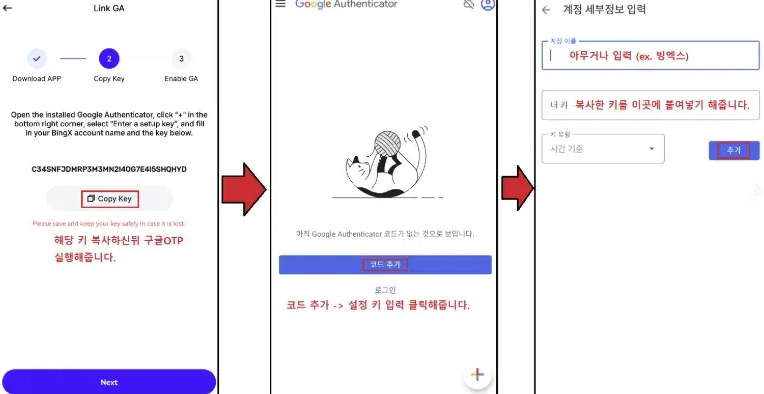 Link GA
2
3
Download APP
Copy Key
Enable GA
Open the installed Google Authenticator, click "+" in the
bottom right corner, select "Enter a setup key", and fill
in your BingX account name and the key below.
C34SNFJDMRP3M3MN2I4OG7E4I5SHQHYD
Copy Key
Please save and keep your key safely in case it is lost.
해당 키 복사하신뒤 구글OTP
실행해줍니다.
Next
Google Authenticator
아직 Google Authenticator 코드가 없는 것으로 보입니다.
코드 추가
로그인
코드 추가 -> 설정 키 입력 클릭해줍니다.
계정 세부정보 입력
계정 이름
아무거나 입력 (ex. 빙엑스)
내 키 복사한 키를 이곳에 붙여넣기 해줍니다.
키 유형
시간 기준
추가